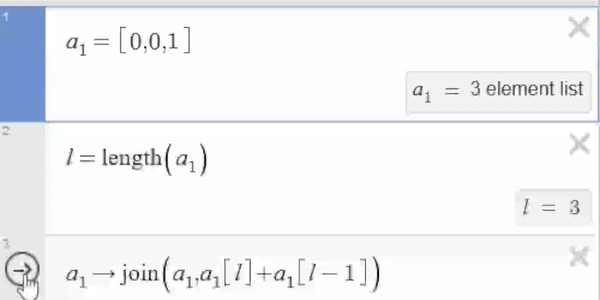 1
a₁ = [0,0,1]
a₁ = 3 element list
2
l = length(a₁)
l = 3
3
a₁ → join(a₁,a₁[l]+a₁[l−1])